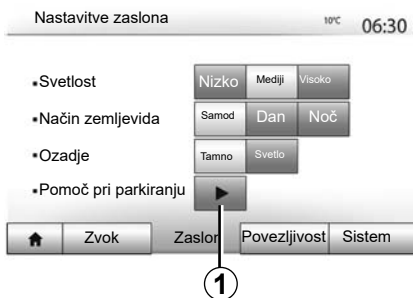 Nastavitve zaslona 10°C 06:30
▪Svetlost Nizko Mediji Visoko
▪Način zemljevida Samod Dan Noč
▪Ozadje Tamno Svetlo
▪Pomoč pri parkiranju
Zvok Zaslon Povezljivost Sistem
1